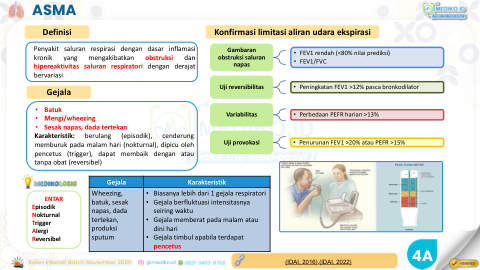 ASMA
Definisi
Penyakit saluran respirasi dengan dasar inflamasi
kronik yang mengakibatkan obstruksi dan
hipereaktivitas saluran respiratori dengan derajat
bervariasi
Gejala
• Batuk
• Mengi/wheezing
• Sesak napas, dada tertekan
Karakteristik: berulang (episodik), cenderung
memburuk pada malam hari (nokturnal), dipicu oleh
pencetus (trigger), dapat membaik dengan atau
tanpa obat (reversibel)
Konfirmasi limitasi aliran udara ekspirasi
Gambaran
obstruksi saluran
napas
• FEV1 rendah (<80% nilai prediksi)
• FEV1/FVC
Uji reversibilitas
• Peningkatan FEV1 >12% pasca bronkodilator
Variabilitas
• Perbedaan PEFR harian >13%
Uji provokasi
• Penurunan FEV1 >20% atau PEFR >15%
ENTAR
Episodik
Nokturnal
Trigger
Alergi
Reversibel
Gejala
Karakteristik
Wheezing,
batuk, sesak
napas, dada
tertekan,
produksi
sputum
• Biasanya lebih dari 1 gejala respiratori
• Gejala berfluktuasi intensitasnya
seiring waktu
• Gejala memberat pada malam atau
dini hari
• Gejala timbul apabila terdapat
pencetus
4A
(IDAI, 2016),(IDAI, 2022)